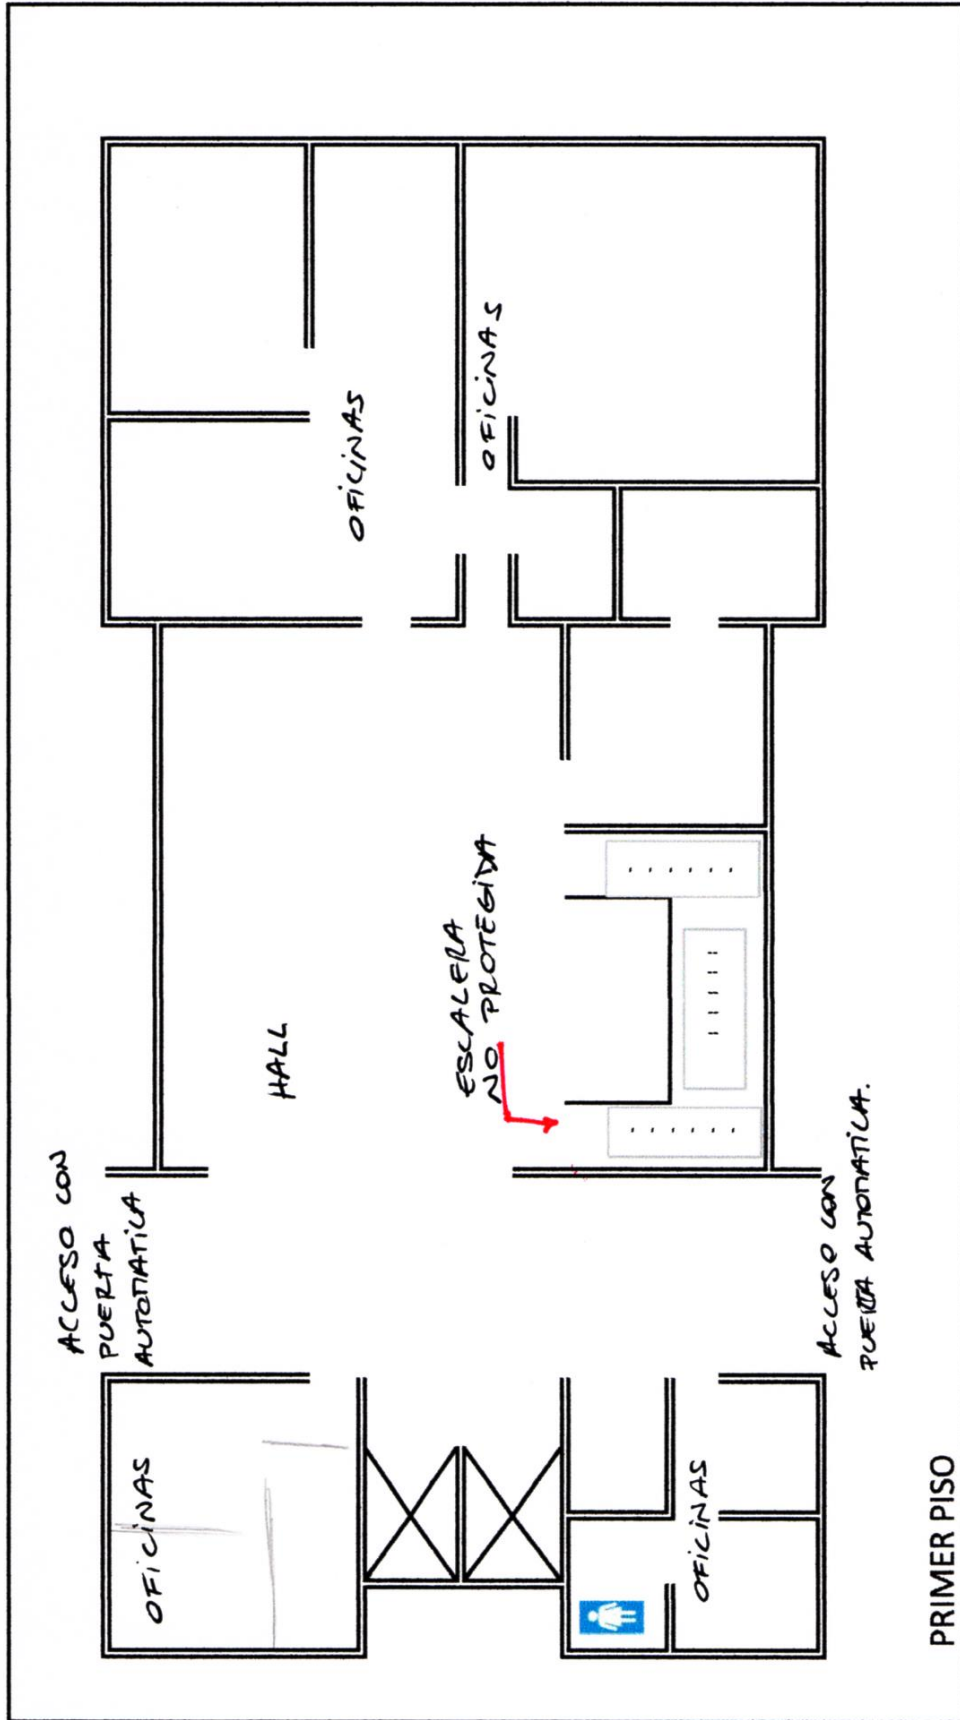 ACCESO CON
PUERTA
AUTOMATICA
HALL
ESCALERA
NO PROTEGIDA
OFICINAS
OFICINAS
OFICINAS
OFICINAS
ACCESO CON
PUERTA AUTOMATICA.
PRIMER PISO